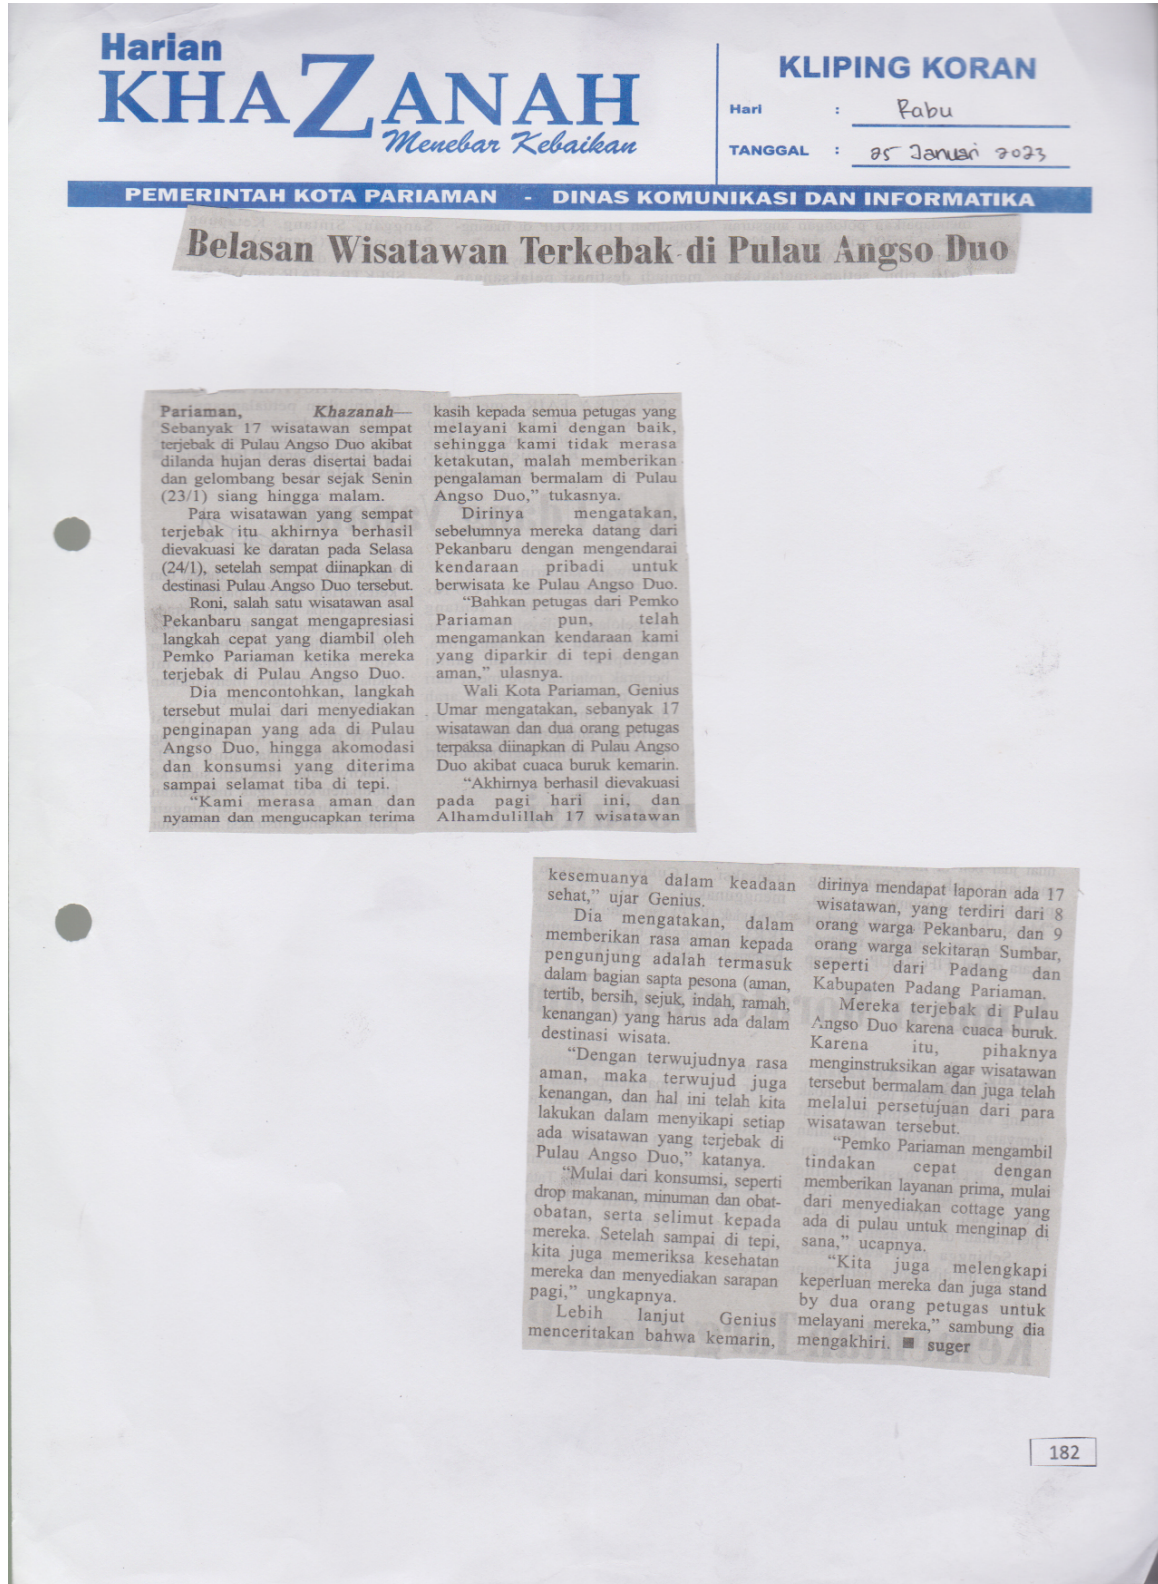 Harian
KHAZANAH
Menebar Kebaikan
KLIPING KORAN
Hari : Rabu
TANGGAL : 25 Januari 2023
PEMERINTAH KOTA PARIAMAN - DINAS KOMUNIKASI DAN INFORMATIKA
Belasan Wisatawan Terkebak di Pulau Angso Duo
Pariaman, Khazanah—
Sebanyak 17 wisatawan sempat
terjebak di Pulau Angso Duo akibat
dilanda hujan deras disertai badai
dan gelombang besar sejak Senin
(23/1) siang hingga malam.
Para wisatawan yang sempat
terjebak itu akhirnya berhasil
dievakuasi ke daratan pada Selasa
(24/1), setelah sempat diinapkan di
destinasi Pulau Angso Duo tersebut.
Roni, salah satu wisatawan asal
Pekanbaru sangat mengapresiasi
langkah cepat yang diambil oleh
Pemko Pariaman ketika mereka
terjebak di Pulau Angso Duo.
Dia mencontohkan, langkah
tersebut mulai dari menyediakan
penginapan yang ada di Pulau
Angso Duo, hingga akomodasi
dan konsumsi yang diterima
sampai selamat tiba di tepi.
“Kami merasa aman dan
nyaman dan mengucapkan terima
kasih kepada semua petugas yang
melayani kami dengan baik,
sehingga kami tidak merasa
ketakutan, malah memberikan
pengalaman bermalam di Pulau
Angso Duo,” tukasnya.
Dirinya mengatakan,
sebelumnya mereka datang dari
Pekanbaru dengan mengendarai
kendaraan pribadi untuk
berwisata ke Pulau Angso Duo.
“Bahkan petugas dari Pemko
Pariaman pun, telah
mengamankan kendaraan kami
yang diparkir di tepi dengan
aman,” ulasnya.
Wali Kota Pariaman, Genius
Umar mengatakan, sebanyak 17
wisatawan dan dua orang petugas
terpaksa diinapkan di Pulau Angso
Duo akibat cuaca buruk kemarin.
“Akhirnya berhasil dievakuasi
pada pagi hari ini, dan
Alhamdulillah 17 wisatawan
kesemuanya dalam keadaan
sehat,” ujar Genius.
Dia mengatakan, dalam
memberikan rasa aman kepada
pengunjung adalah termasuk
dalam bagian sapta pesona (aman,
tertib, bersih, sejuk, indah, ramah,
kenangan) yang harus ada dalam
destinasi wisata.
“Dengan terwujudnya rasa
aman, maka terwujud juga
kenangan, dan hal ini telah kita
lakukan dalam menyikapi setiap
ada wisatawan yang terjebak di
Pulau Angso Duo,” katanya.
“Mulai dari konsumsi, seperti
drop makanan, minuman dan obat-
obatan, serta selimut kepada
mereka. Setelah sampai di tepi,
kita juga memeriksa kesehatan
mereka dan menyediakan sarapan
pagi,” ungkapnya.
Lebih lanjut Genius
menceritakan bahwa kemarin,
dirinya mendapat laporan ada 17
wisatawan, yang terdiri dari 8
orang warga Pekanbaru, dan 9
orang warga sekitaran Sumbar,
seperti dari Padang dan
Kabupaten Padang Pariaman.
Mereka terjebak di Pulau
Angso Duo karena cuaca buruk.
Karena itu, pihaknya
menginstruksikan agar wisatawan
tersebut bermalam dan juga telah
melalui persetujuan dari para
wisatawan tersebut.
“Pemko Pariaman mengambil
tindakan cepat dengan
memberikan layanan prima, mulai
dari menyediakan cottage yang
ada di pulau untuk menginap di
sana,” ucapnya.
“Kita juga melengkapi
keperluan mereka dan juga stand
by dua orang petugas untuk
melayani mereka,” sambung dia
mengakhiri. ■ suger
182